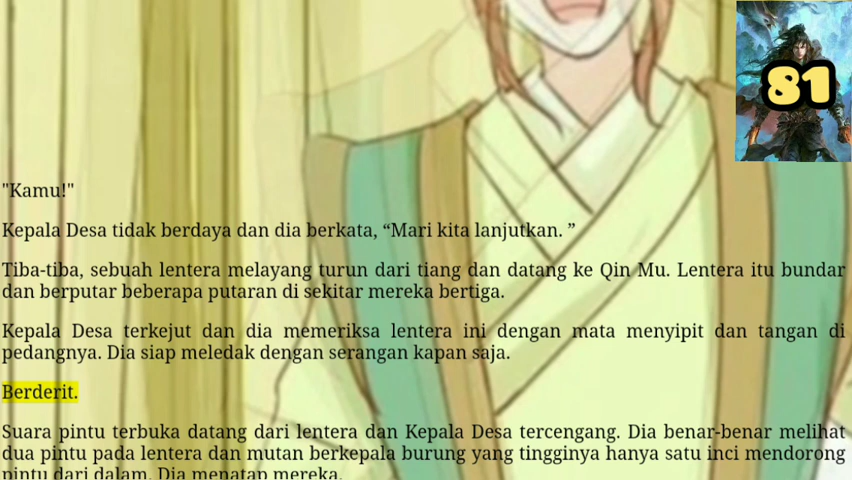 81
"Kamu!"
Kepala Desa tidak berdaya dan dia berkata, “Mari kita lanjutkan. ”
Tiba-tiba, sebuah lentera melayang turun dari tiang dan datang ke Qin Mu. Lentera itu bundar
dan berputar beberapa putaran di sekitar mereka bertiga.
Kepala Desa terkejut dan dia memeriksa lentera ini dengan mata menyipit dan tangan di
pedangnya. Dia siap meledak dengan serangan kapan saja.
Berderit.
Suara pintu terbuka datang dari lentera dan Kepala Desa tercengang. Dia benar-benar melihat
dua pintu pada lentera dan mutan berkepala burung yang tingginya hanya satu inci mendorong
pintu dari dalam. Dia menatap mereka.